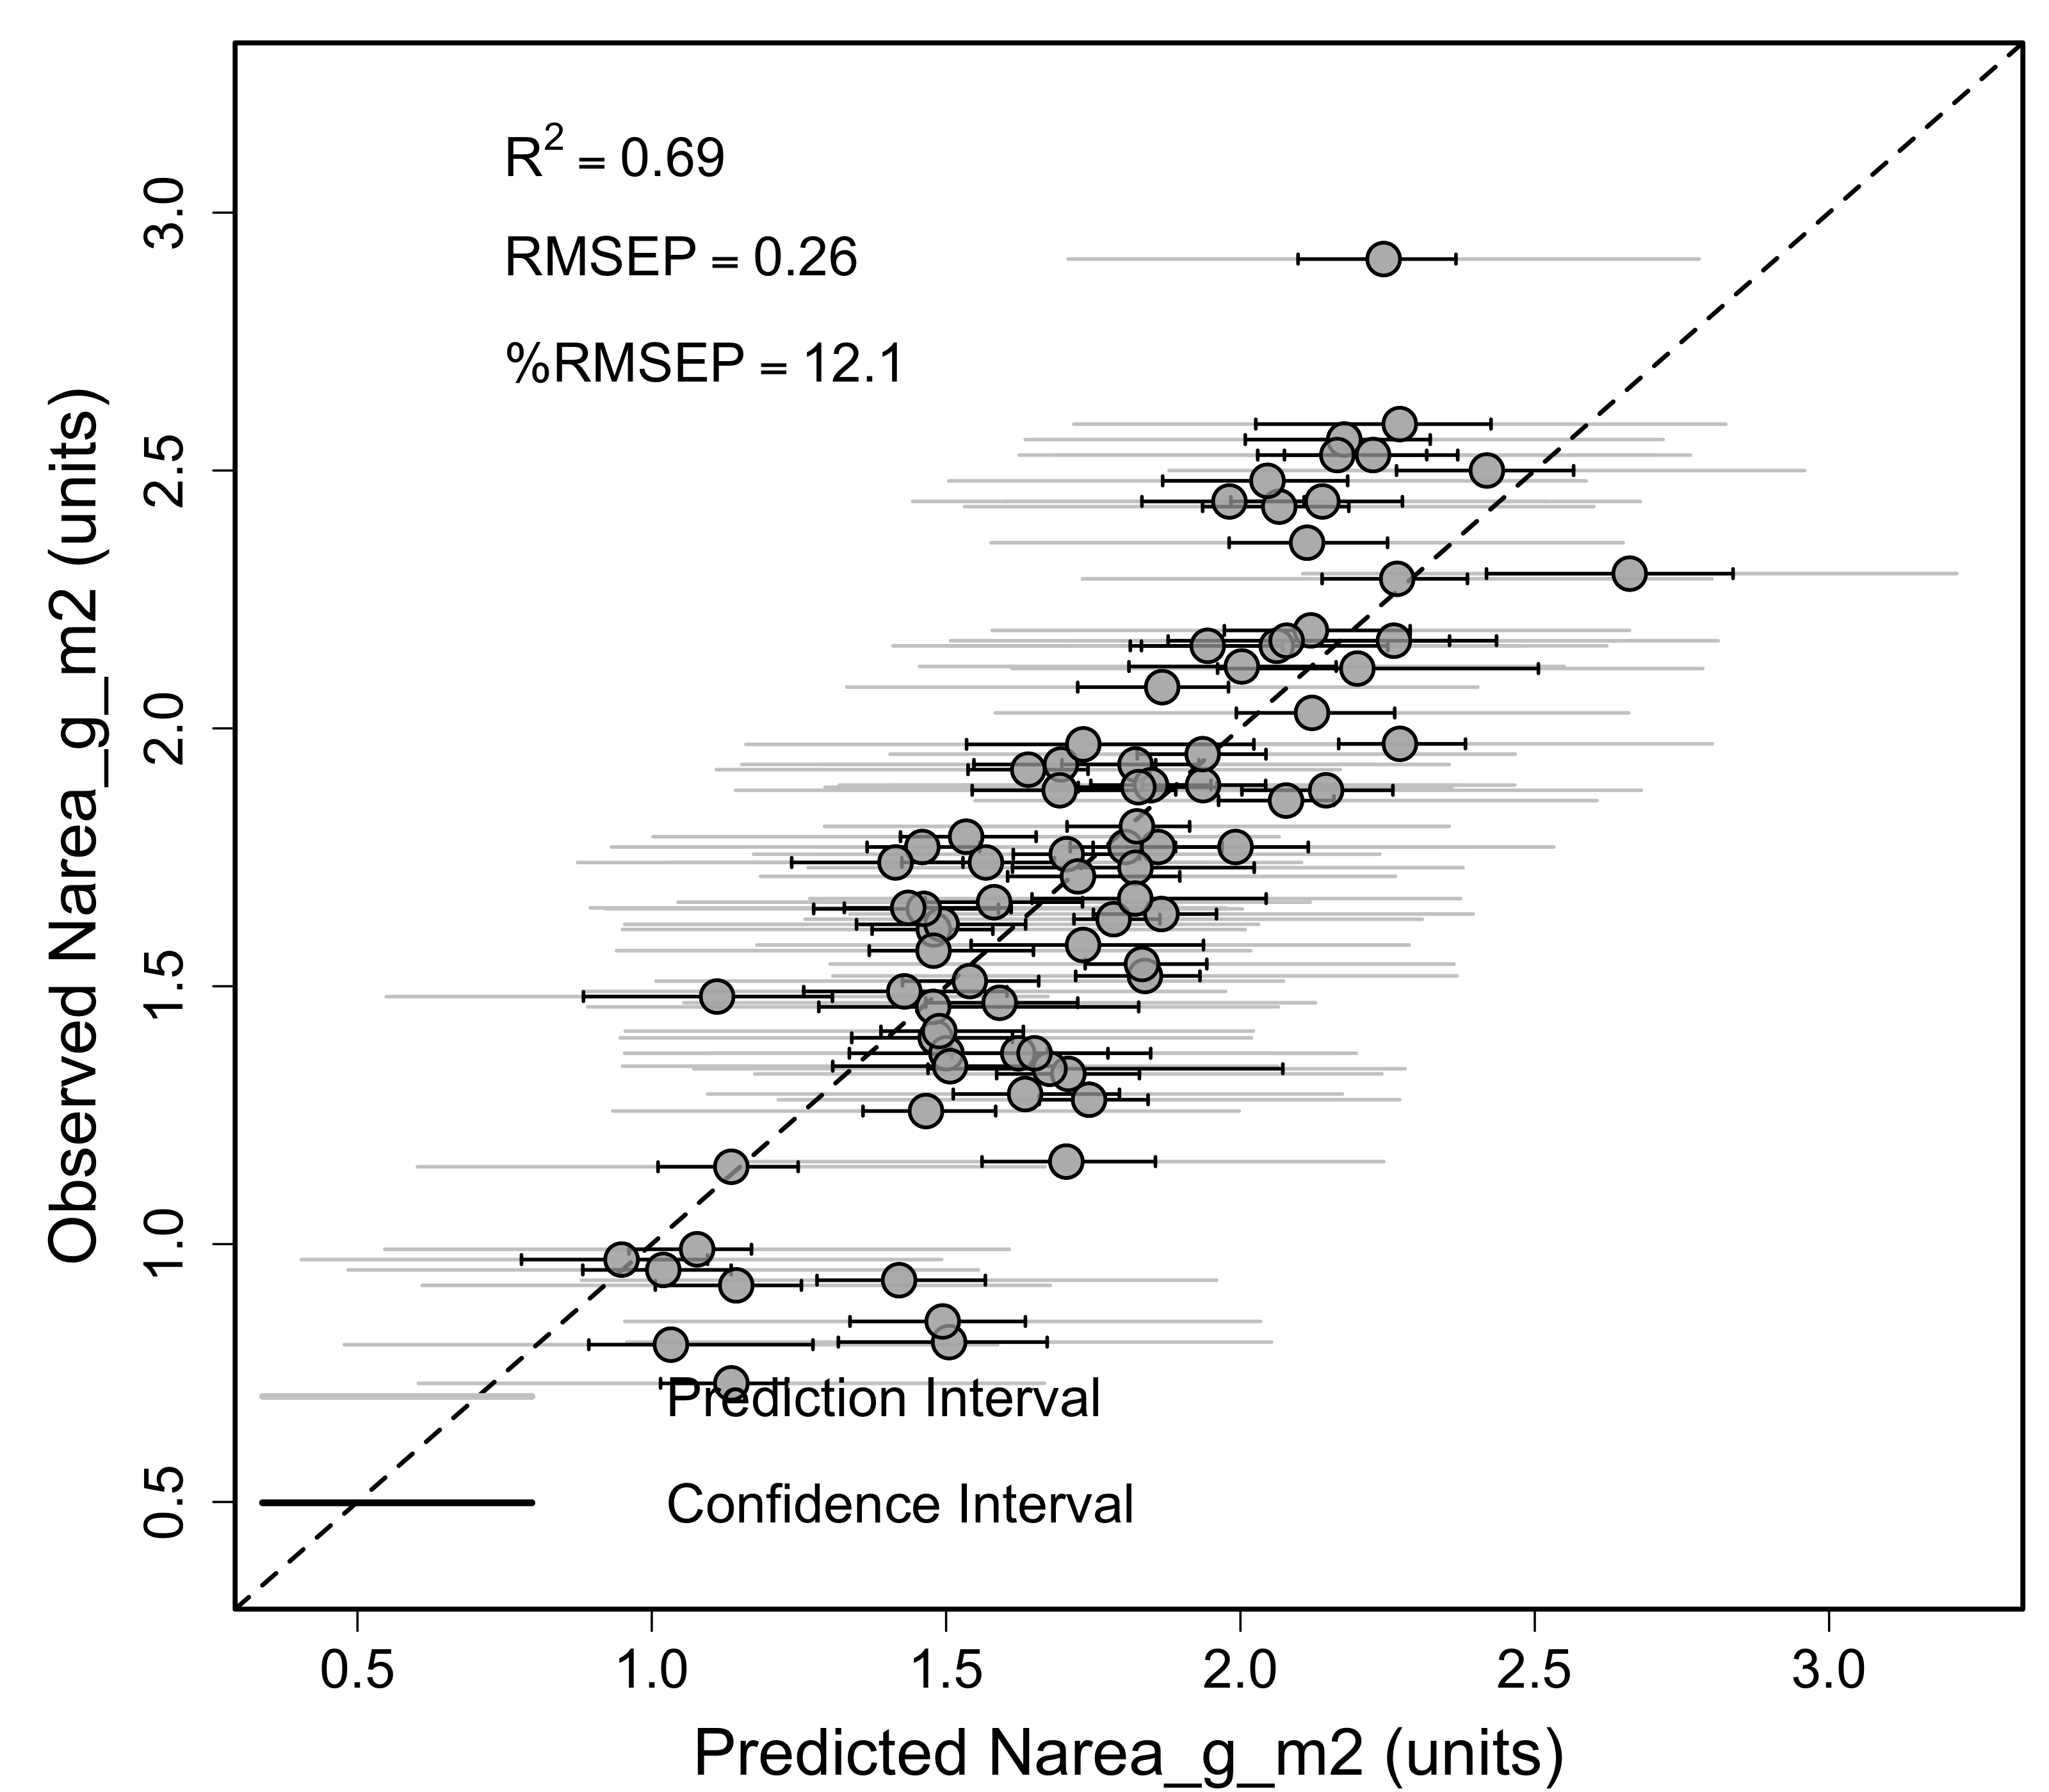 R2 = 0.69
RMSEP = 0.26
%RMSEP = 12.1
Observed Narea_g_m2 (units)
3.0
2.5
2.0
1.5
1.0
0.5
Prediction Interval
Confidence Interval
0.5 1.0 1.5 2.0 2.5 3.0
Predicted Narea_g_m2 (units)